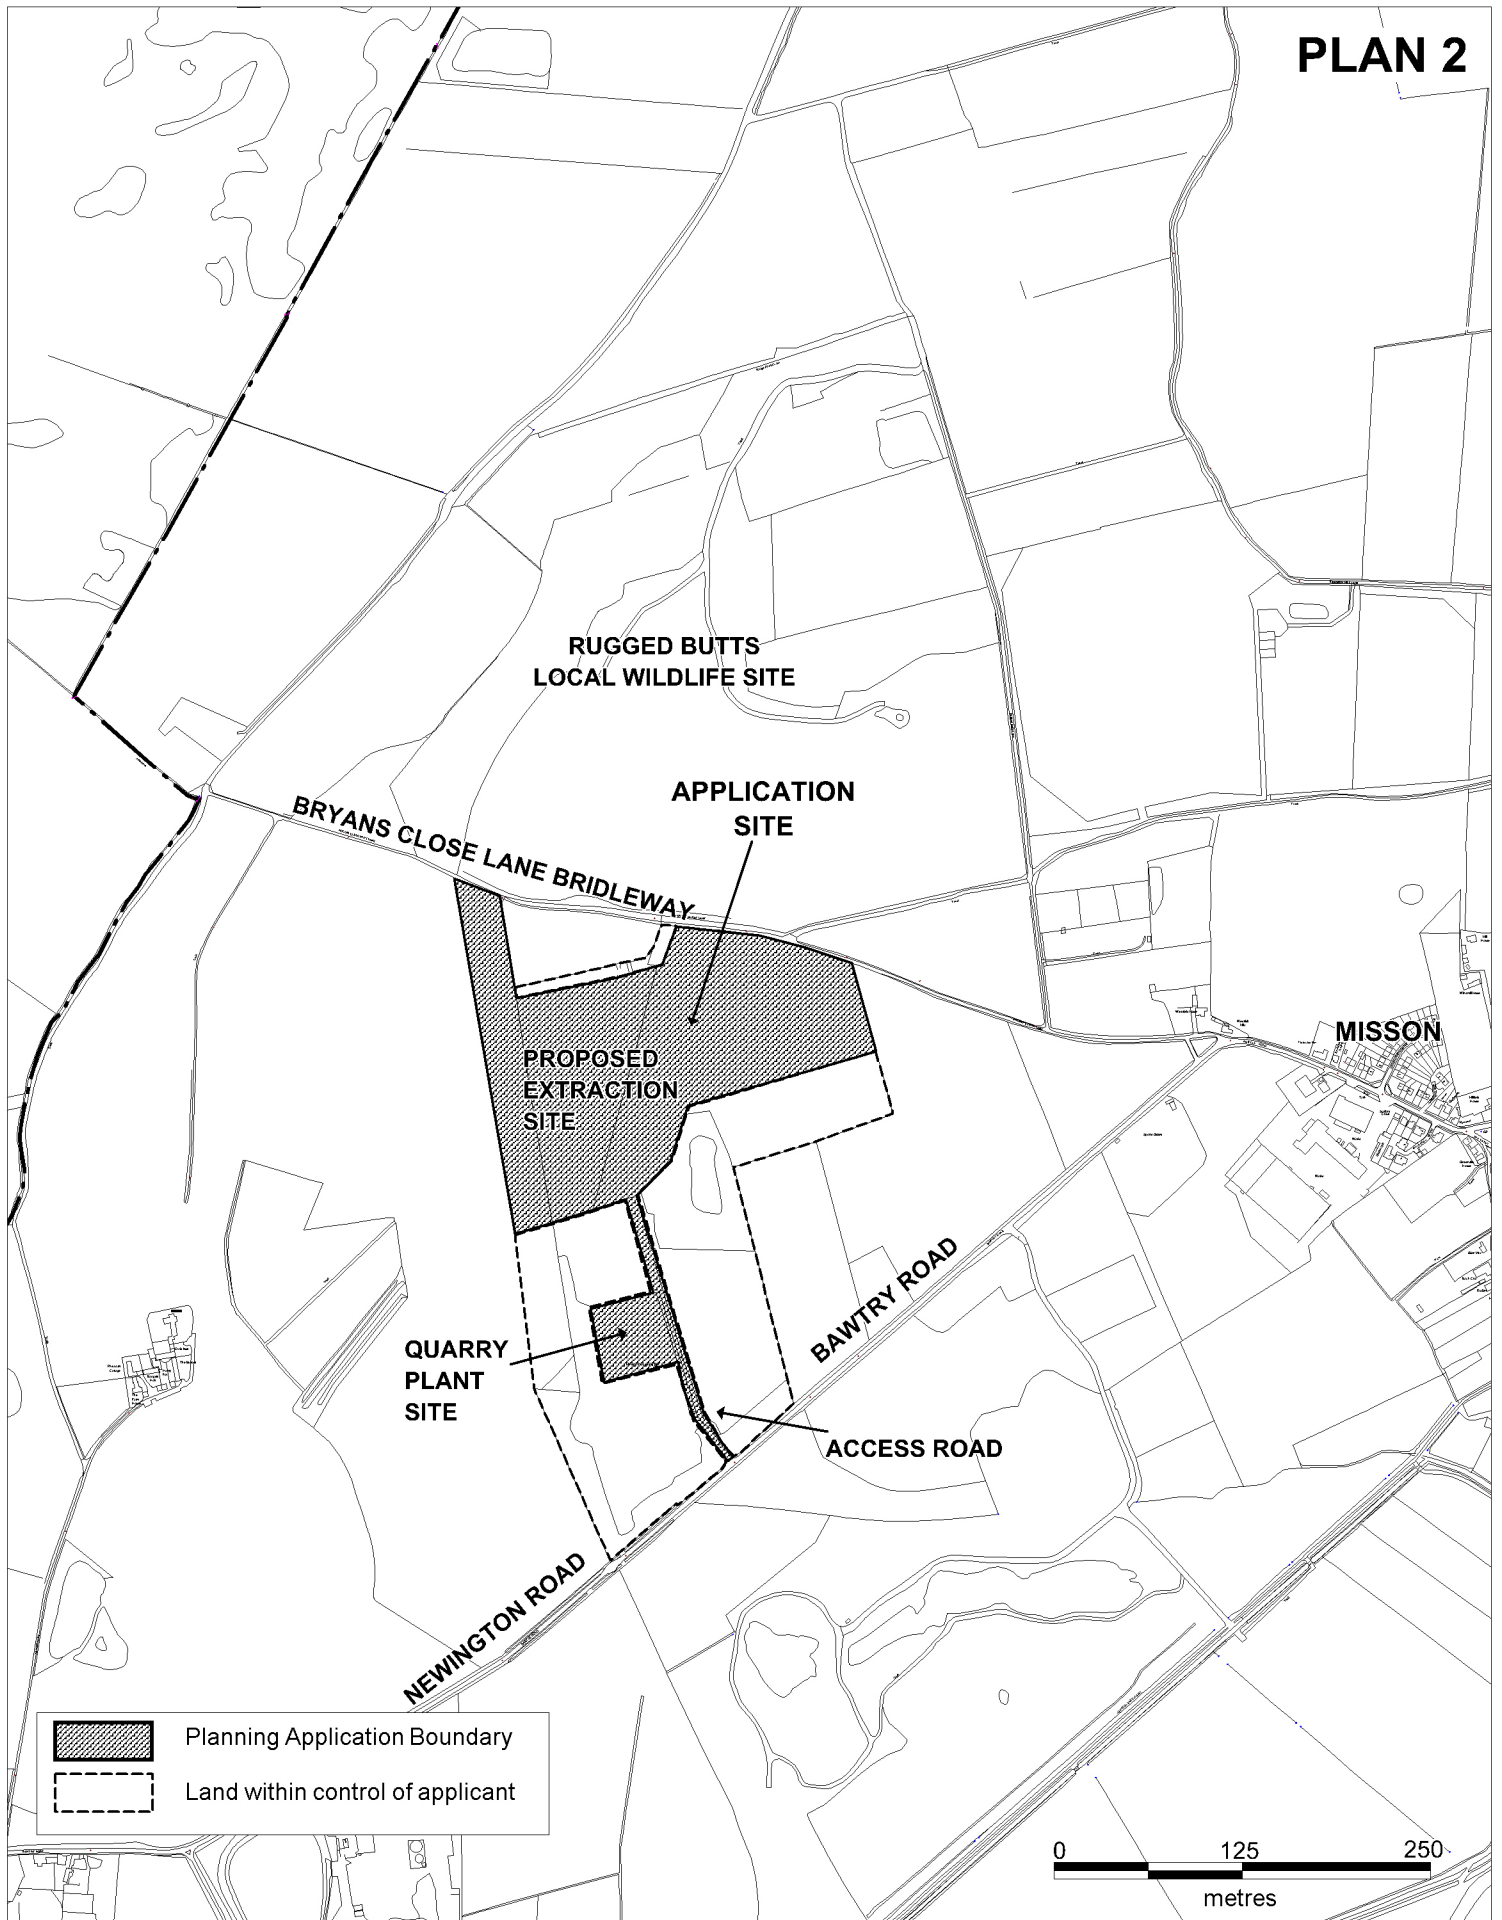 PLAN 2
RUGGED BUTTS
LOCAL WILDLIFE SITE
APPLICATION
SITE
BRYANS CLOSE LANE BRIDLEWAY
MISSON
PROPOSED
EXTRACTION
SITE
BAWTRY ROAD
QUARRY
PLANT
SITE
ACCESS ROAD
NEWINGTON ROAD
Planning Application Boundary
Land within control of applicant
0 125 250
metres